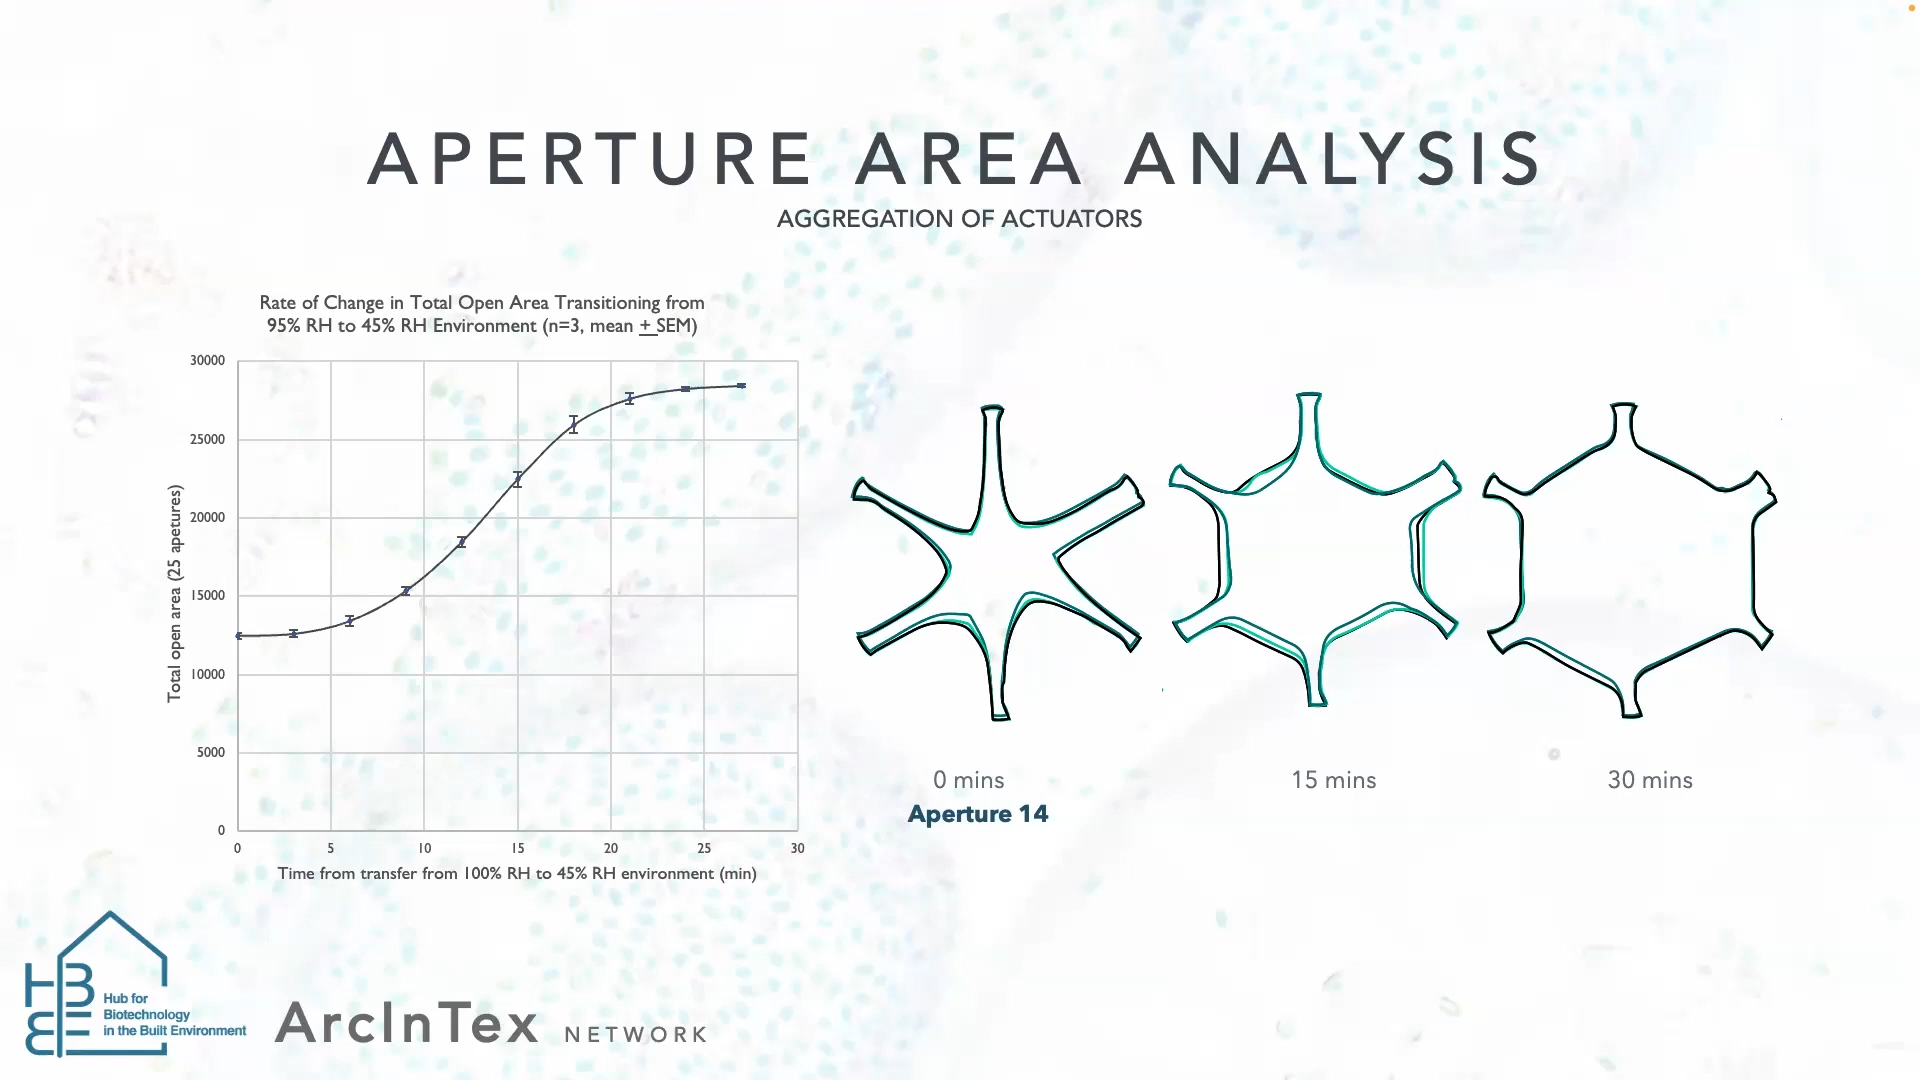 APERTURE AREA ANALYSIS
AGGREGATION OF ACTUATORS
Rate of Change in Total Open Area Transitioning from
95% RH to 45% RH Environment (n=3, mean + SEM)
Total open area (25 apetures)
30000
25000
20000
15000
10000
5000
0
0 5 10 15 20 25 30
Time from transfer from 100% RH to 45% RH environment (min)
0 mins
15 mins
30 mins
Aperture 14
HBBE
Hub for
Biotechnology
in the Built Environment
ArcInTex NETWORK